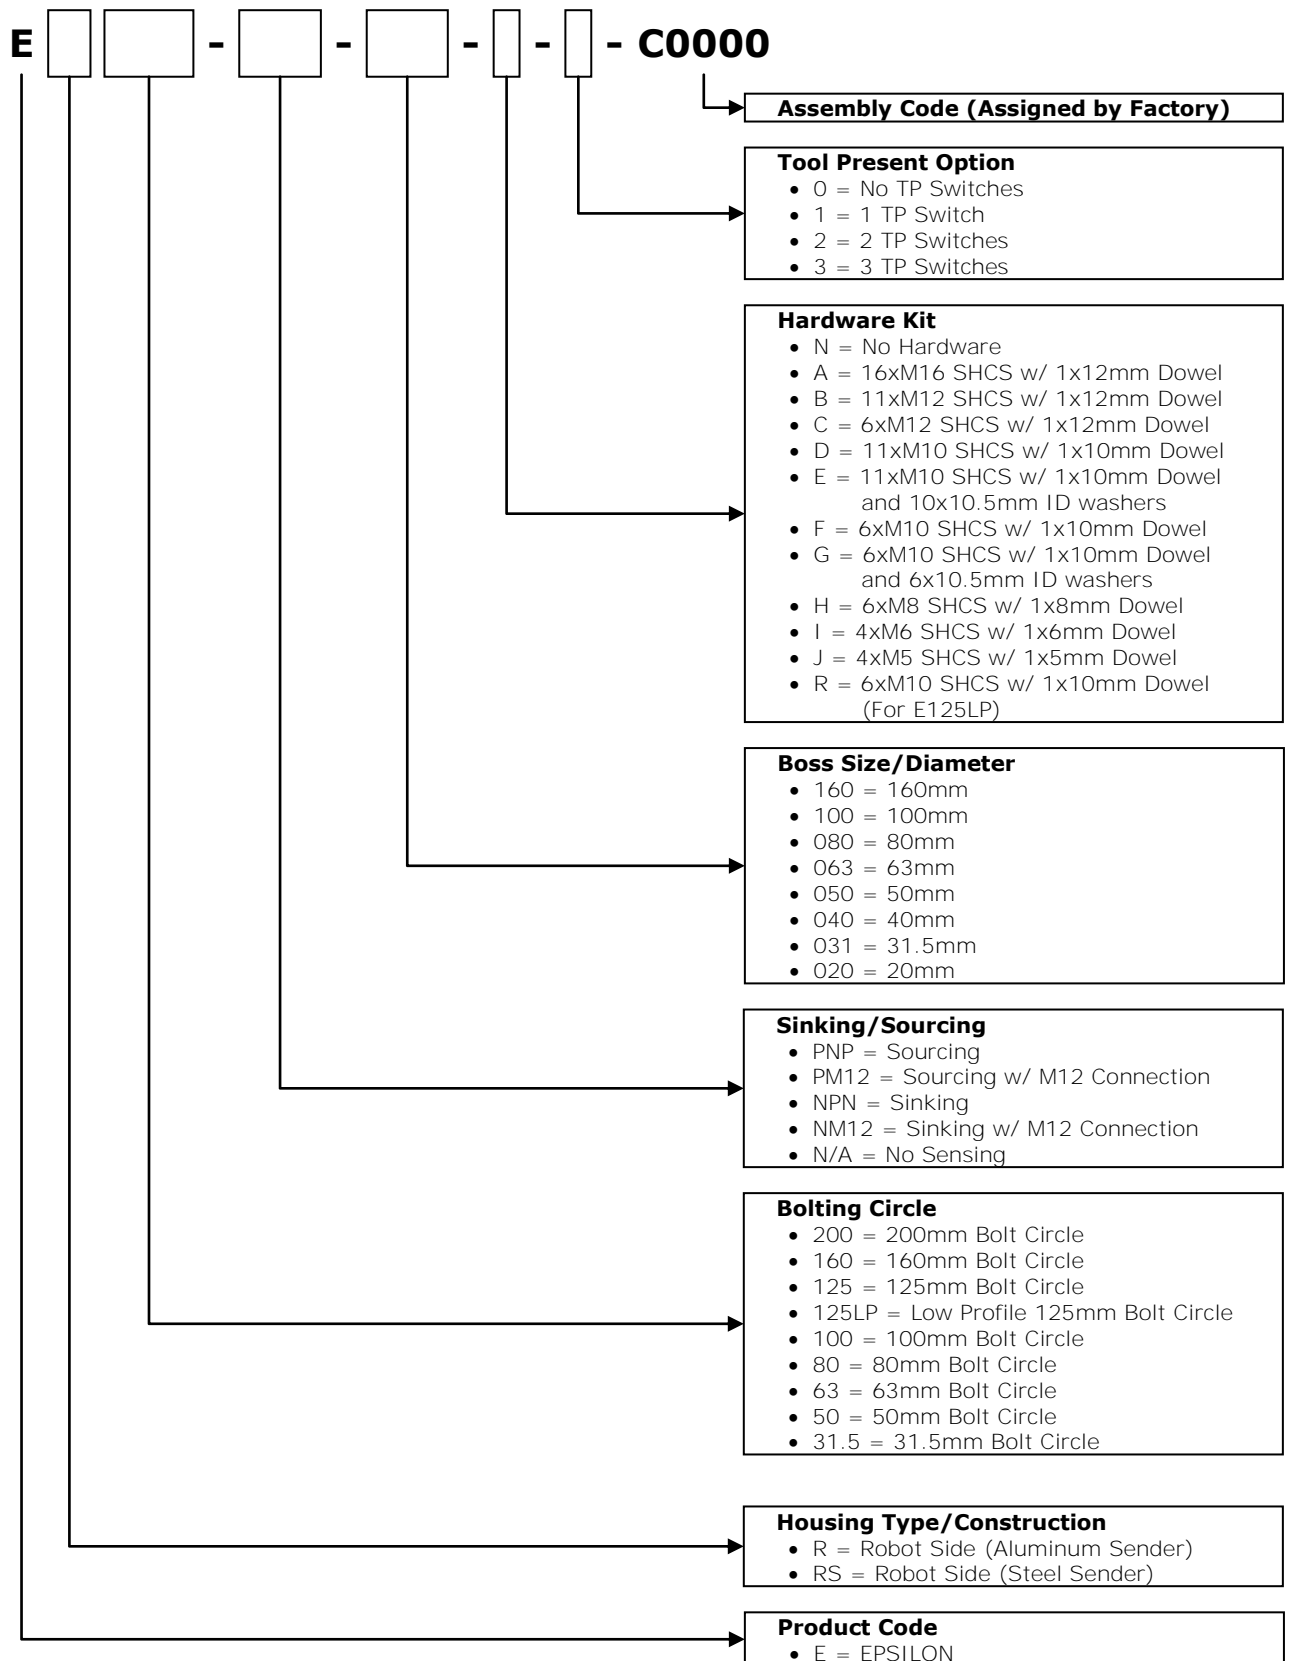 E - - - - - C0000
Assembly Code (Assigned by Factory)
Tool Present Option
• 0 = No TP Switches
• 1 = 1 TP Switch
• 2 = 2 TP Switches
• 3 = 3 TP Switches
Hardware Kit
• N = No Hardware
• A = 16xM16 SHCS w/ 1x12mm Dowel
• B = 11xM12 SHCS w/ 1x12mm Dowel
• C = 6xM12 SHCS w/ 1x12mm Dowel
• D = 11xM10 SHCS w/ 1x10mm Dowel
• E = 11xM10 SHCS w/ 1x10mm Dowel
and 10x10.5mm ID washers
• F = 6xM10 SHCS w/ 1x10mm Dowel
• G = 6xM10 SHCS w/ 1x10mm Dowel
and 6x10.5mm ID washers
• H = 6xM8 SHCS w/ 1x8mm Dowel
• I = 4xM6 SHCS w/ 1x6mm Dowel
• J = 4xM5 SHCS w/ 1x5mm Dowel
• R = 6xM10 SHCS w/ 1x10mm Dowel
(For E125LP)
Boss Size/Diameter
• 160 = 160mm
• 100 = 100mm
• 080 = 80mm
• 063 = 63mm
• 050 = 50mm
• 040 = 40mm
• 031 = 31.5mm
• 020 = 20mm
Sinking/Sourcing
• PNP = Sourcing
• PM12 = Sourcing w/ M12 Connection
• NPN = Sinking
• NM12 = Sinking w/ M12 Connection
• N/A = No Sensing
Bolting Circle
• 200 = 200mm Bolt Circle
• 160 = 160mm Bolt Circle
• 125 = 125mm Bolt Circle
• 125LP = Low Profile 125mm Bolt Circle
• 100 = 100mm Bolt Circle
• 80 = 80mm Bolt Circle
• 63 = 63mm Bolt Circle
• 50 = 50mm Bolt Circle
• 31.5 = 31.5mm Bolt Circle
Housing Type/Construction
• R = Robot Side (Aluminum Sender)
• RS = Robot Side (Steel Sender)
Product Code
• E = EPSILON